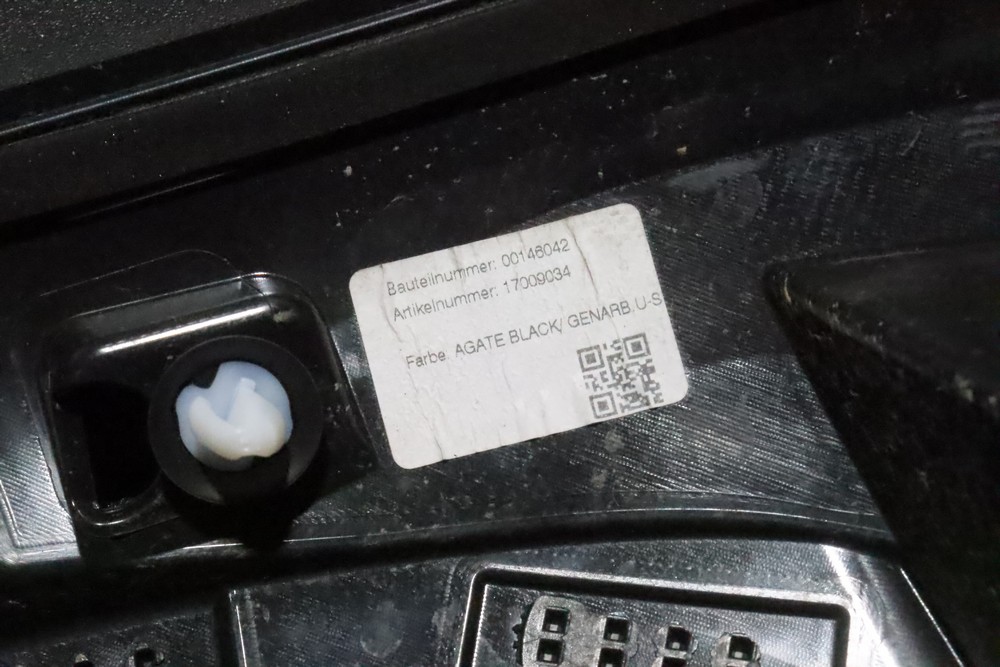 Bauteilnummer: 00146042
Artikelnummer: 17009034
Farbe: AGATE BLACK/ GENARB.U-S